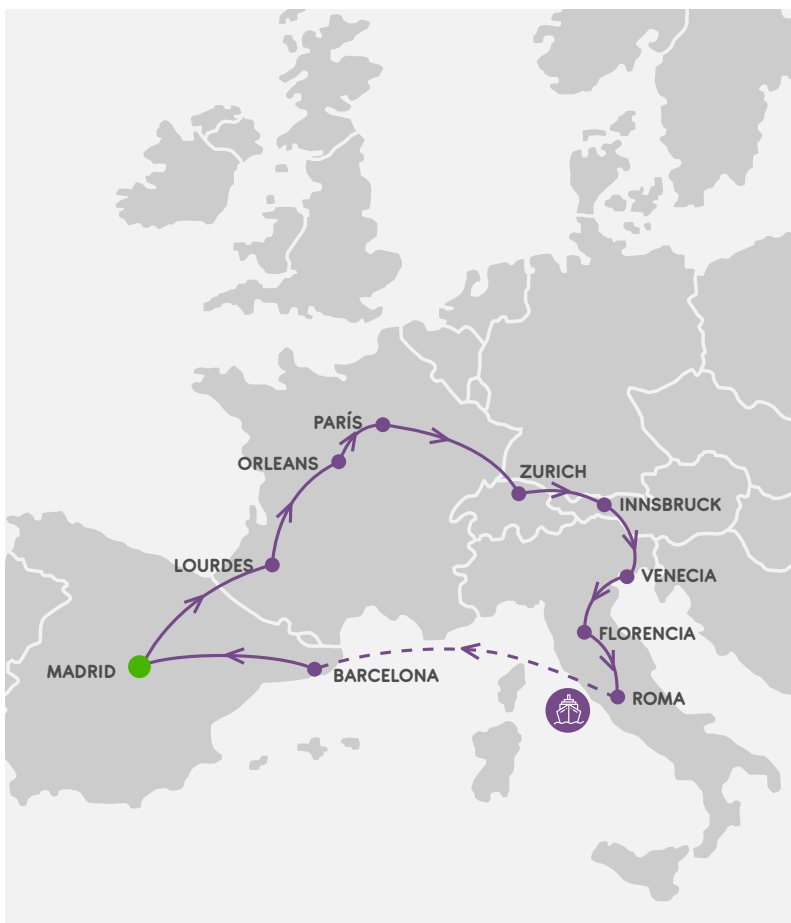 PARÍS
ORLEANS
ZURICH
INNSBRUCK
LOURDES
VENECIA
FLORENCIA
MADRID
BARCELONA
ROMA